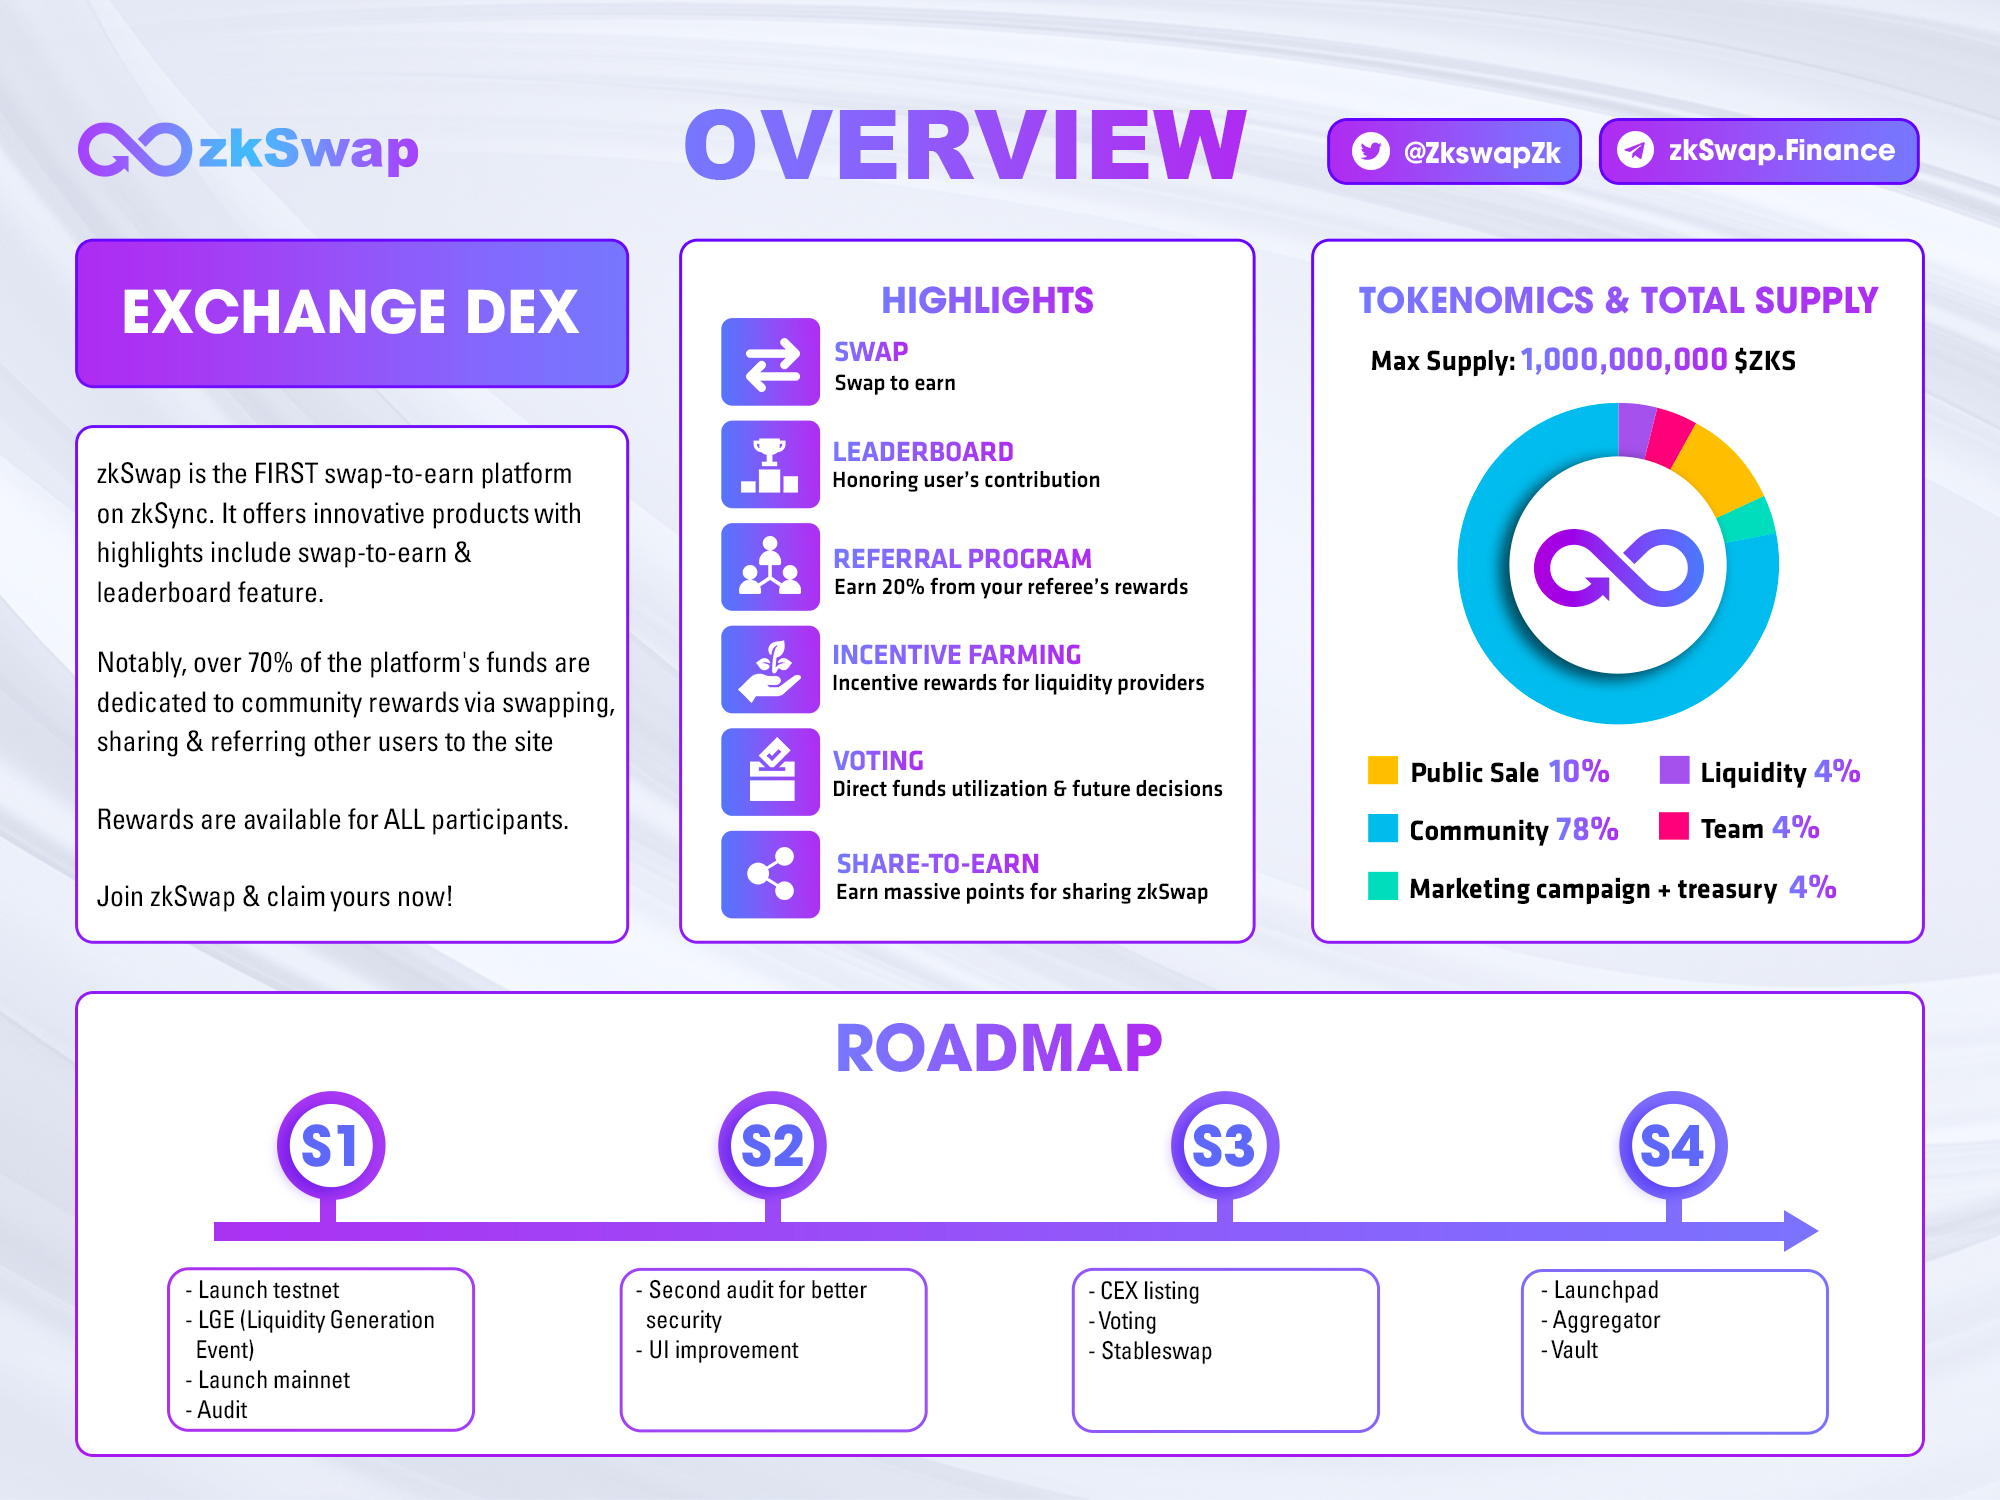 zkSwap
OVERVIEW
@ZkswapZk
zkSwap.Finance
EXCHANGE DEX
zkSwap is the FIRST swap-to-earn platform
on zkSync. It offers innovative products with
highlights include swap-to-earn &
leaderboard feature.
Notably, over 70% of the platform's funds are
dedicated to community rewards via swapping,
sharing & referring other users to the site
Rewards are available for ALL participants.
Join zkSwap & claim yours now!
HIGHLIGHTS
SWAP
Swap to earn
LEADERBOARD
Honoring user’s contribution
REFERRAL PROGRAM
Earn 20% from your referee’s rewards
INCENTIVE FARMING
Incentive rewards for liquidity providers
VOTING
Direct funds utilization & future decisions
SHARE-TO-EARN
Earn massive points for sharing zkSwap
TOKENOMICS & TOTAL SUPPLY
Max Supply: 1,000,000,000 $ZKS
Public Sale 10%
Liquidity 4%
Community 78%
Team 4%
Marketing campaign + treasury 4%
ROADMAP
S1
S2
S3
S4
- Launch testnet
- LGE (Liquidity Generation
Event)
- Launch mainnet
- Audit
- Second audit for better
security
- UI improvement
- CEX listing
- Voting
- Stableswap
- Launchpad
- Aggregator
- Vault